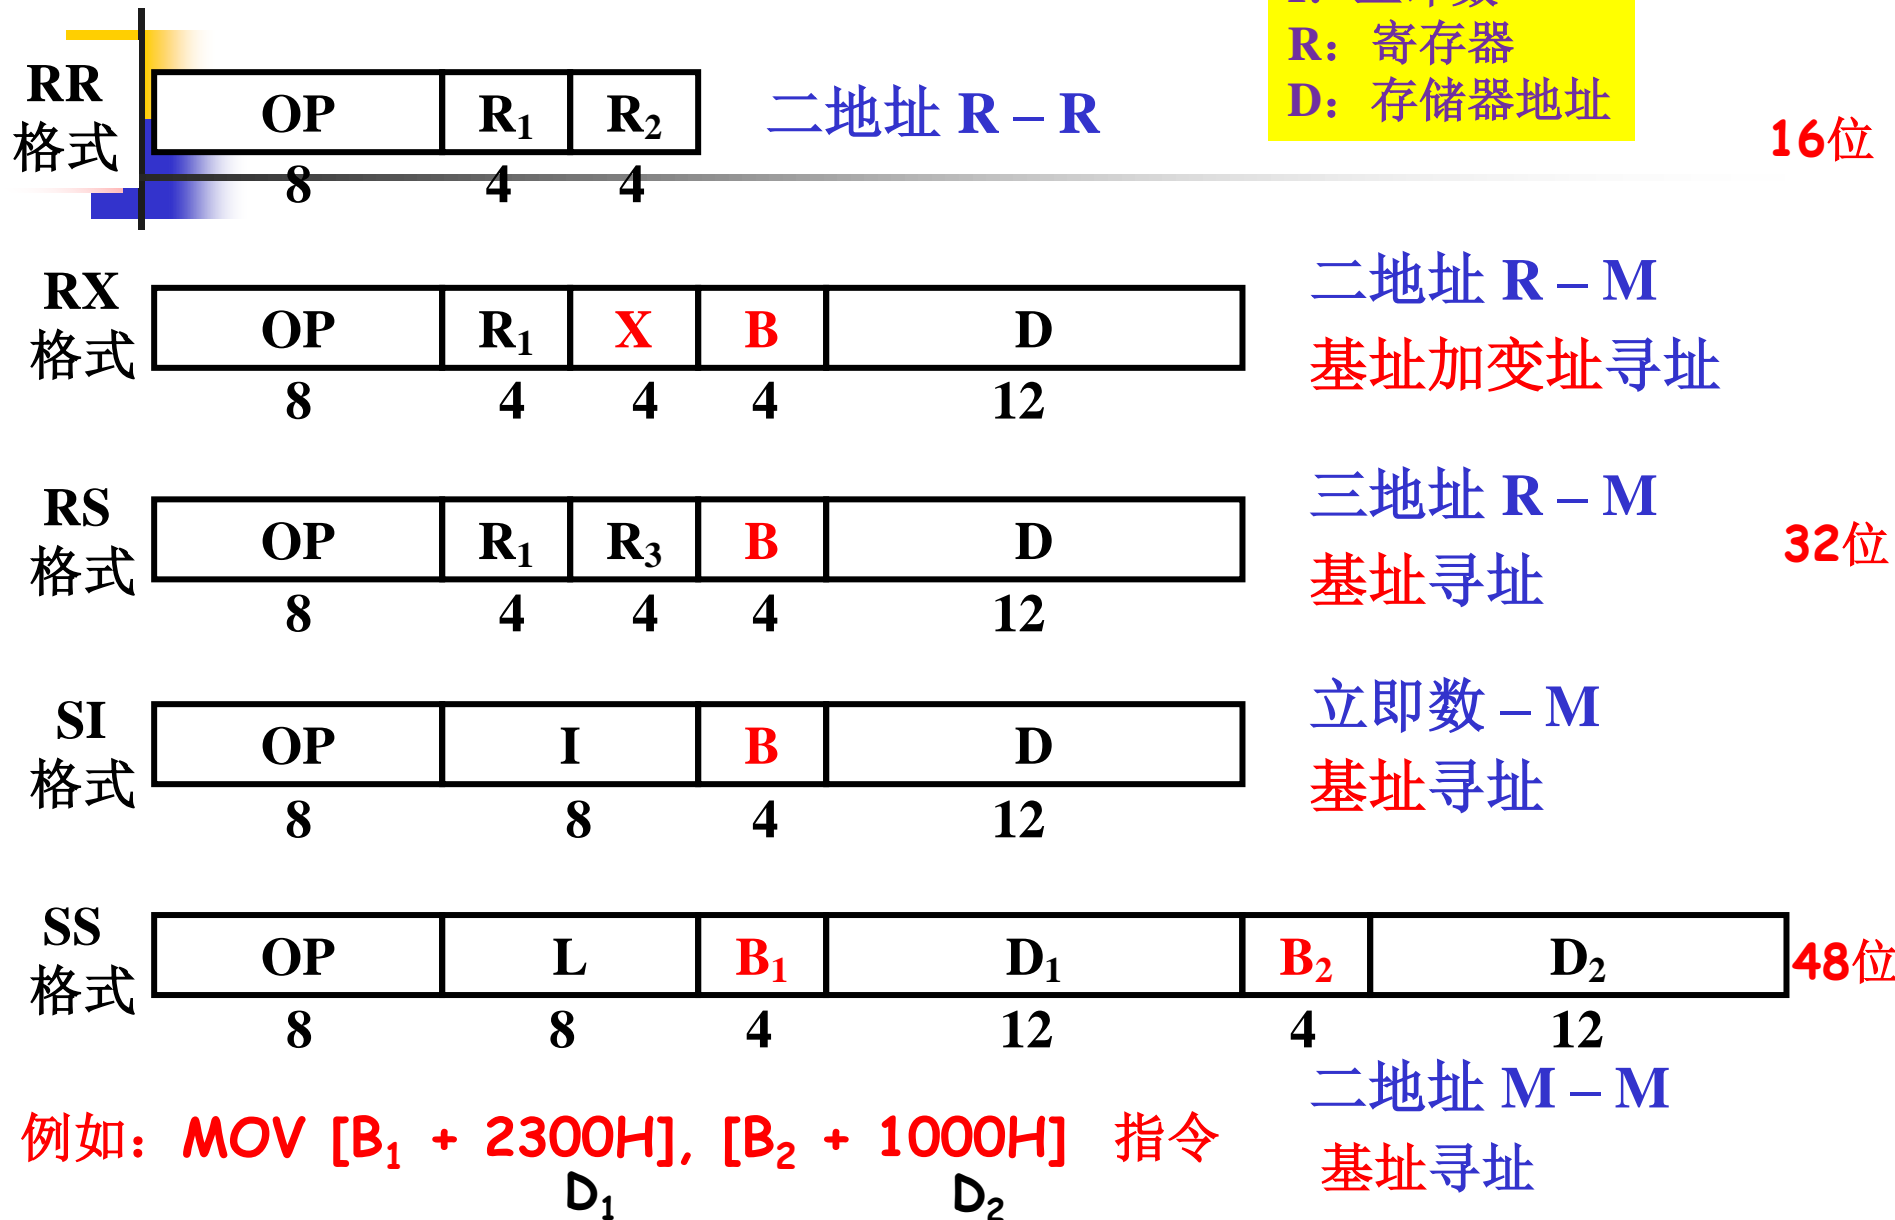 R：寄存器
D：存储器地址
RR
格式
OP R₁ R₂
二地址 R – R
16位
8 4 4
RX
格式
OP R₁ X B D
二地址 R – M
基址加变址寻址
8 4 4 4 12
RS
格式
OP R₁ R₃ B D
三地址 R – M
基址寻址
32位
8 4 4 4 12
SI
格式
OP I B D
立即数 – M
基址寻址
8 8 4 12
SS
格式
OP L B₁ D₁ B₂ D₂
48位
8 8 4 12 4 12
二地址 M – M
基址寻址
例如：MOV [B₁ + 2300H], [B₂ + 1000H] 指令
D₁ D₂